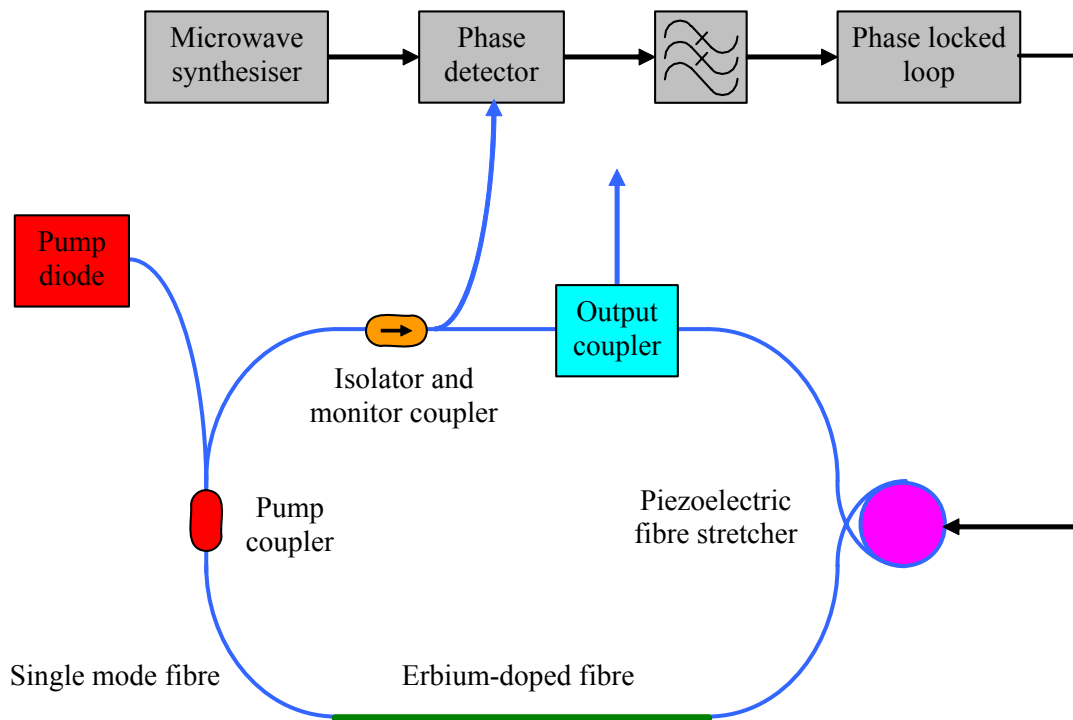 Microwave
synthesiser
Phase
detector
Phase locked
loop
Pump
diode
Output
coupler
Isolator and
monitor coupler
Pump
coupler
Piezoelectric
fibre stretcher
Single mode fibre
Erbium-doped fibre